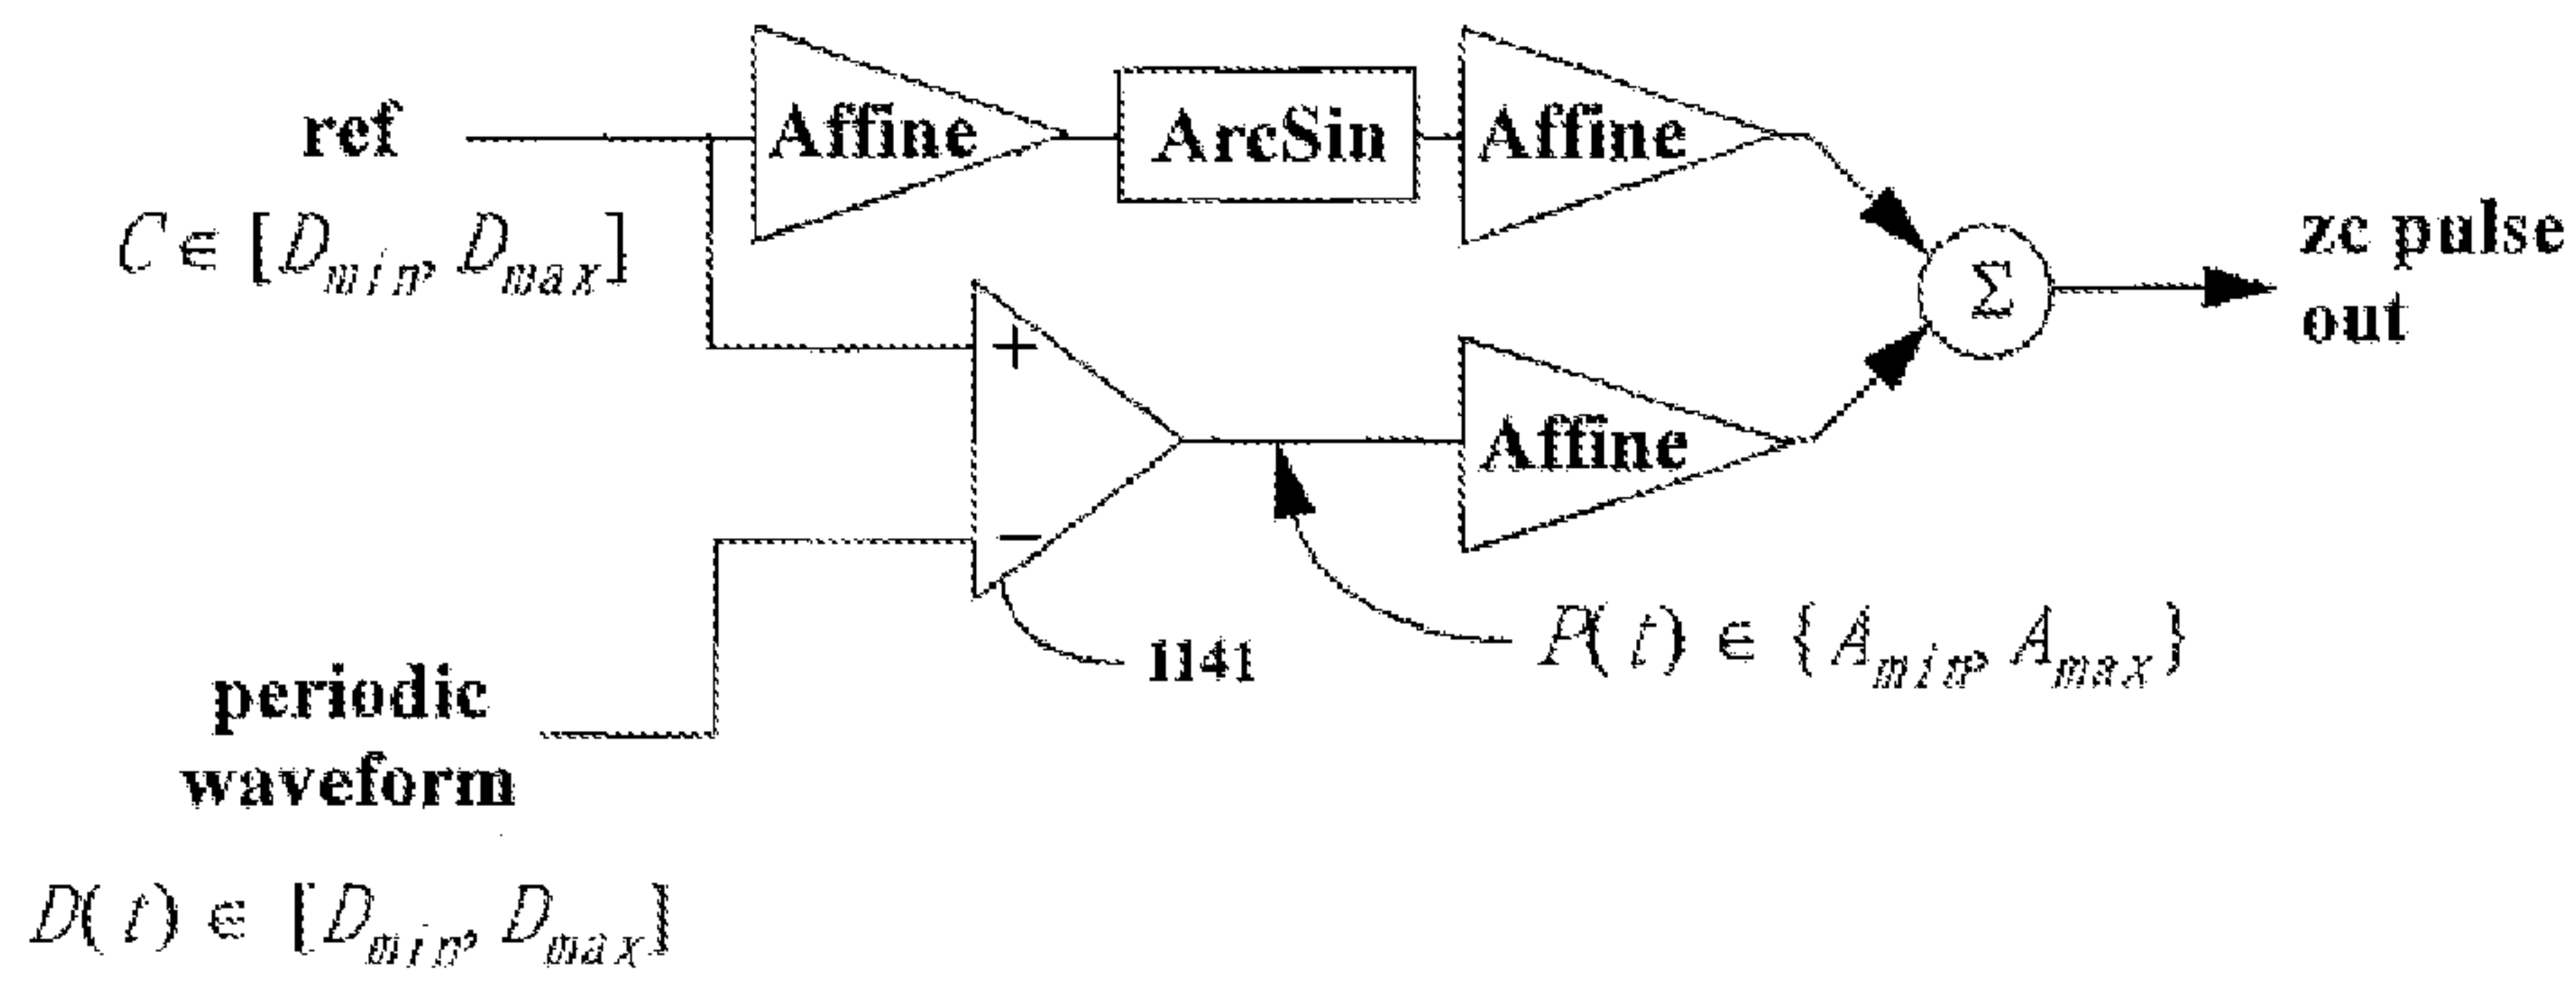 ref
Affine
ArcSin
Affine
C ∈ [D_min, D_max]
zc pulse
out
Σ
+
−
Affine
1141
P(t) ∈ {A_min, A_max}
periodic
waveform
D(t) ∈ [D_min, D_max]